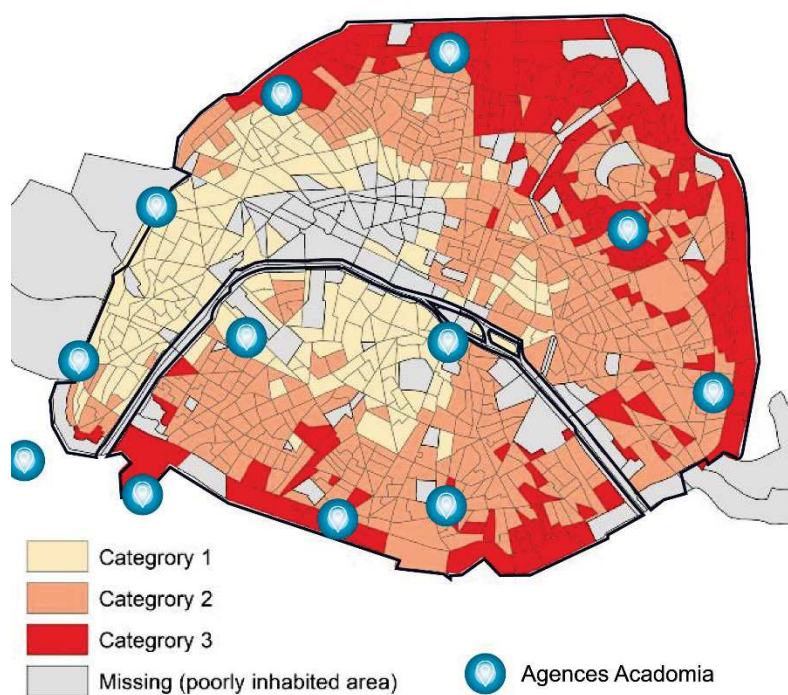 Categrory 1
Categrory 2
Categrory 3
Missing (poorly inhabited area)
Agences Acadomia